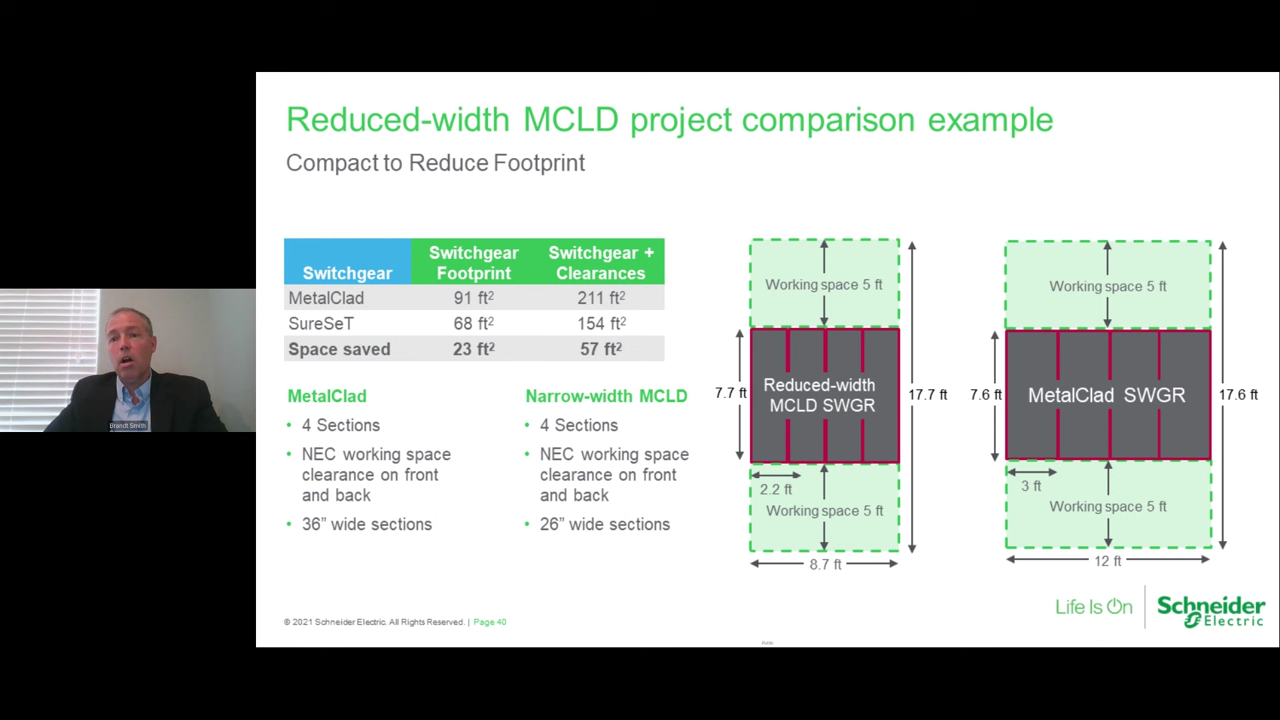 Reduced-width MCLD project comparison example
Compact to Reduce Footprint
Switchgear
Switchgear Footprint
Switchgear + Clearances
MetalClad 91 ft² 211 ft²
SureSeT 68 ft² 154 ft²
Space saved 23 ft² 57 ft²
MetalClad
• 4 Sections
• NEC working space
clearance on front
and back
• 36” wide sections
Narrow-width MCLD
• 4 Sections
• NEC working space
clearance on front
and back
• 26” wide sections
Working space 5 ft
7.7 ft
Reduced-width
MCLD SWGR
17.7 ft
2.2 ft
Working space 5 ft
8.7 ft
Working space 5 ft
7.6 ft
MetalClad SWGR
17.6 ft
3 ft
Working space 5 ft
12 ft
Brandt Smith
© 2021 Schneider Electric. All Rights Reserved. | Page 40
Life Is On
Schneider
Electric